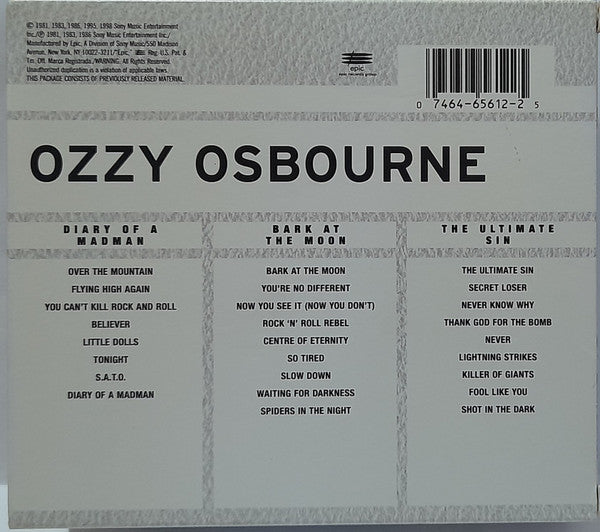 © 1981, 1983, 1986, 1995, 1998 Sony Music Entertainment
Inc./℗ 1981, 1983, 1986 Sony Music Entertainment Inc./
Manufactured by Epic, A Division of Sony Music/550 Madison
Avenue, New York, NY 10022-3211/"Epic," Reg. U.S. Pat. &
Tm. Off. Marca Registrada./WARNING: All Rights Reserved.
Unauthorized duplication is a violation of applicable laws.
THIS PACKAGE CONSISTS OF PREVIOUSLY RELEASED MATERIAL.
epic
epic records group
0 7464-65612-2 5
OZZY OSBOURNE
DIARY OF A
MADMAN
OVER THE MOUNTAIN
FLYING HIGH AGAIN
YOU CAN'T KILL ROCK AND ROLL
BELIEVER
LITTLE DOLLS
TONIGHT
S.A.T.O.
DIARY OF A MADMAN
BARK AT
THE MOON
BARK AT THE MOON
YOU'RE NO DIFFERENT
NOW YOU SEE IT (NOW YOU DON'T)
ROCK 'N' ROLL REBEL
CENTRE OF ETERNITY
SO TIRED
SLOW DOWN
WAITING FOR DARKNESS
SPIDERS IN THE NIGHT
THE ULTIMATE
SIN
THE ULTIMATE SIN
SECRET LOSER
NEVER KNOW WHY
THANK GOD FOR THE BOMB
NEVER
LIGHTNING STRIKES
KILLER OF GIANTS
FOOL LIKE YOU
SHOT IN THE DARK